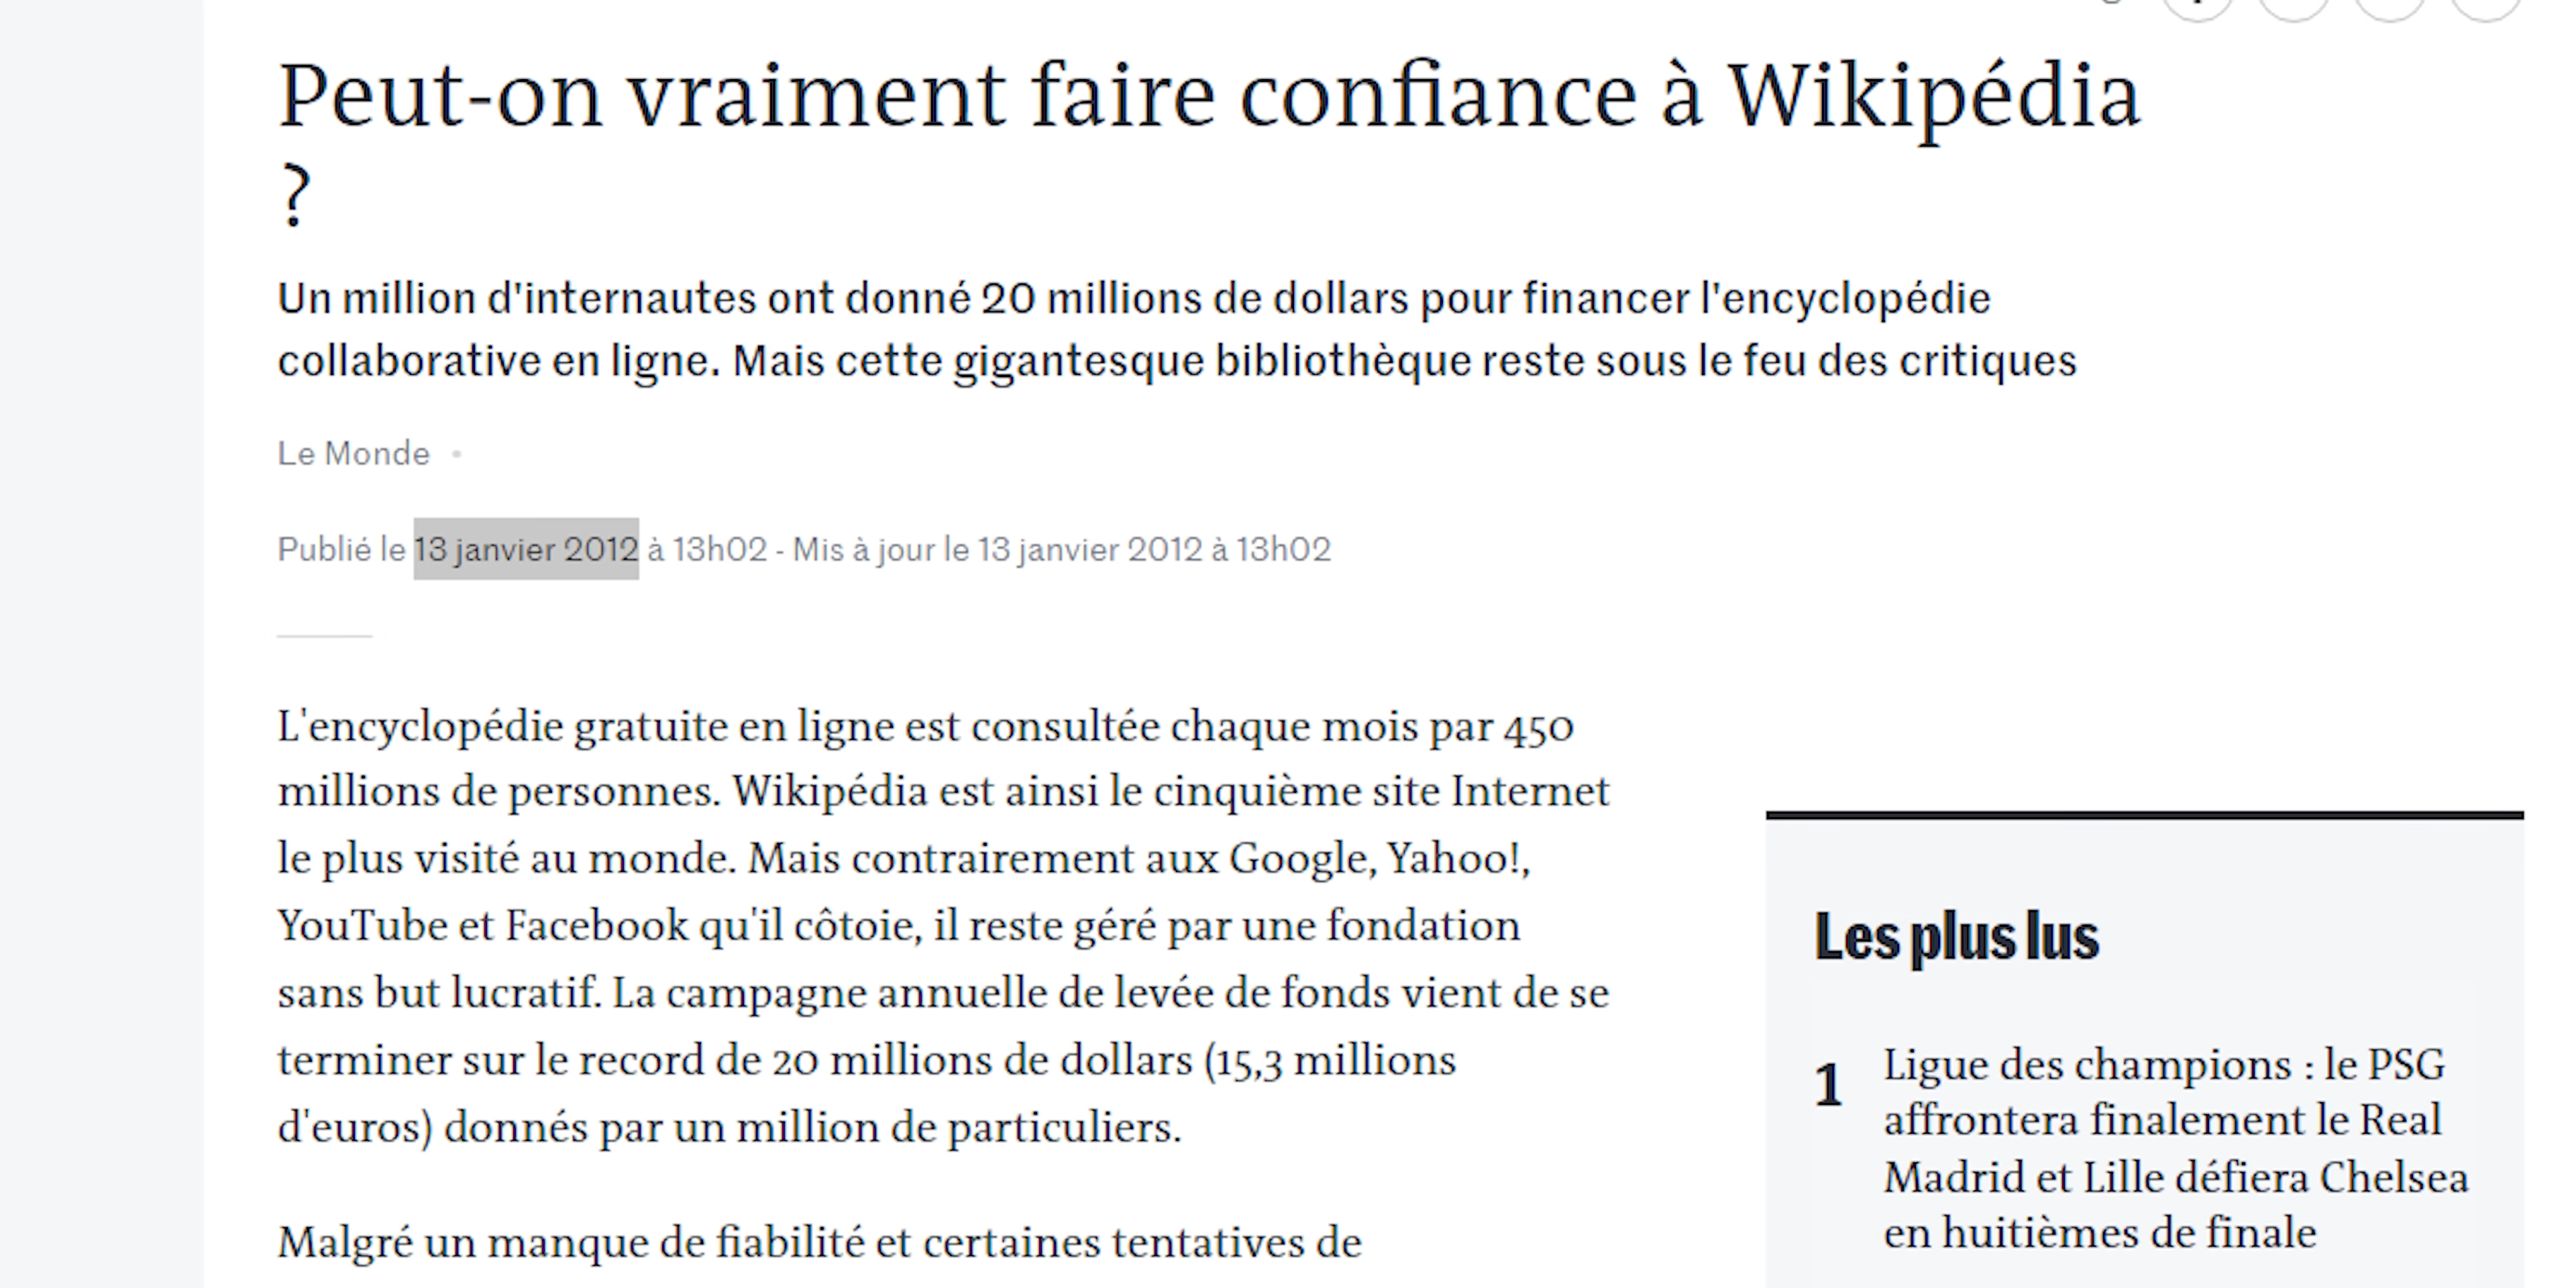 Peut-on vraiment faire confiance à Wikipédia
?
Un million d'internautes ont donné 20 millions de dollars pour financer l'encyclopédie
collaborative en ligne. Mais cette gigantesque bibliothèque reste sous le feu des critiques
Le Monde •
Publié le 13 janvier 2012 à 13h02 - Mis à jour le 13 janvier 2012 à 13h02
L'encyclopédie gratuite en ligne est consultée chaque mois par 450
millions de personnes. Wikipédia est ainsi le cinquième site Internet
le plus visité au monde. Mais contrairement aux Google, Yahoo!,
YouTube et Facebook qu'il côtoie, il reste géré par une fondation
sans but lucratif. La campagne annuelle de levée de fonds vient de se
terminer sur le record de 20 millions de dollars (15,3 millions
d'euros) donnés par un million de particuliers.
Malgré un manque de fiabilité et certaines tentatives de
Les plus lus
1 Ligue des champions : le PSG
affrontera finalement le Real
Madrid et Lille défiera Chelsea
en huitièmes de finale